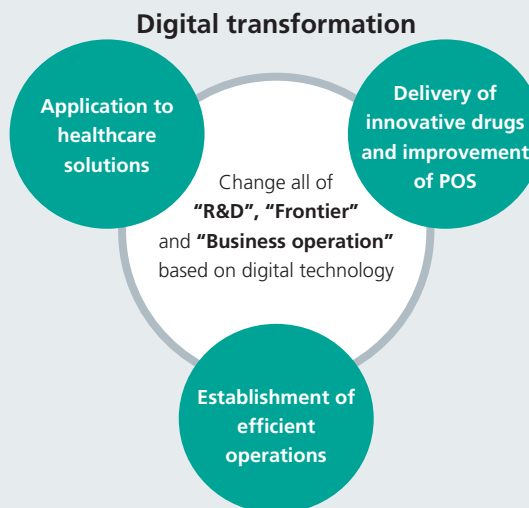 Digital transformation
Application to
healthcare
solutions
Delivery of
innovative drugs
and improvement
of POS
Change all of
“R&D”, “Frontier”
and “Business operation”
based on digital technology
Establishment of
efficient
operations